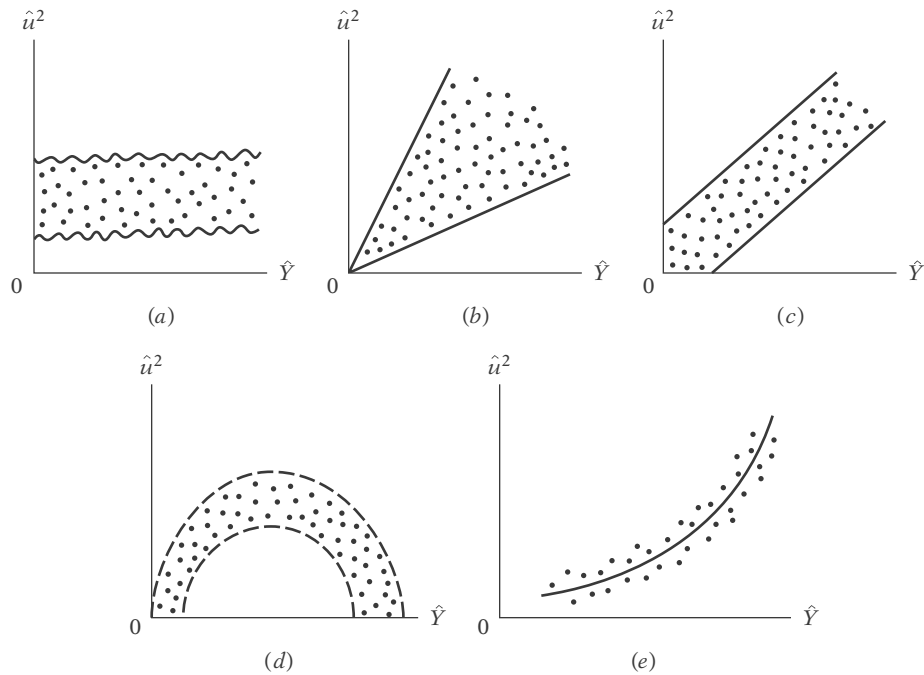 û² û² û²
0 Ŷ 0 Ŷ 0 Ŷ
(a) (b) (c)
û² û²
0 Ŷ 0 Ŷ
(d) (e)